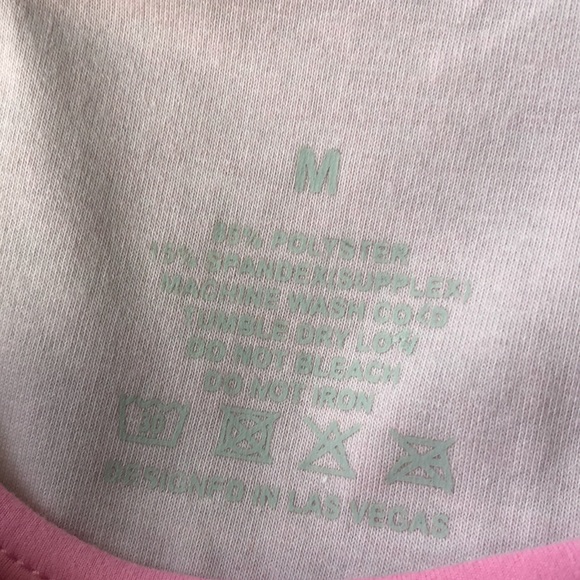 M
% POLYSTER
% SPANDEX(SUPPLEX)
MACHINE WASH COLD
TUMBLE DRY LOW
DO NOT BLEACH
DO NOT IRON
30
DESIGNED IN LAS VEGAS